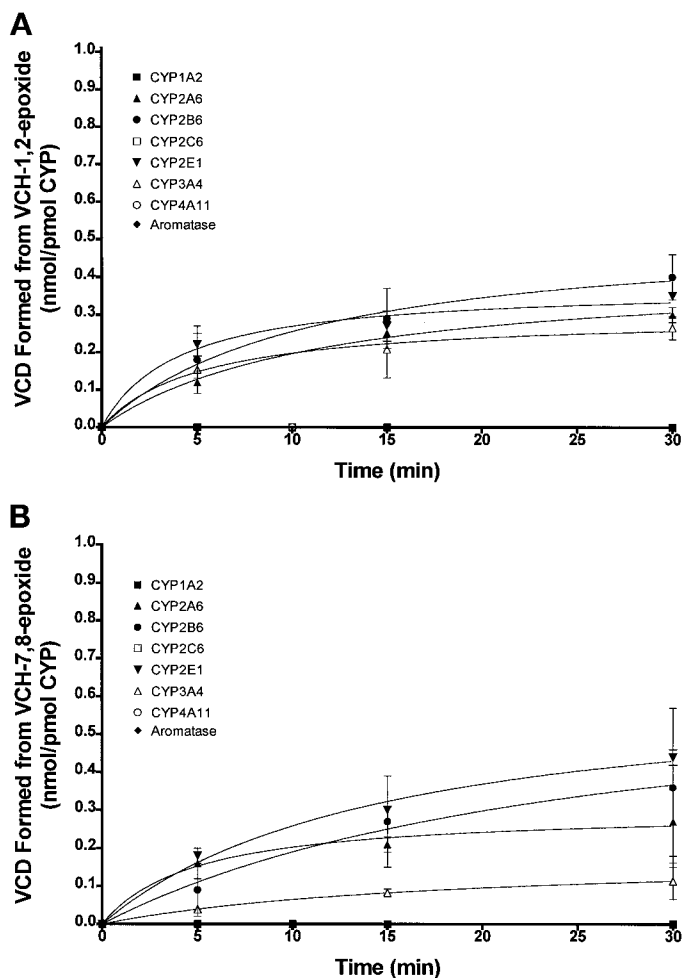 A
VCD Formed from VCH-1,2-epoxide
(nmol/pmol CYP)
1.0
0.9
0.8
0.7
0.6
0.5
0.4
0.3
0.2
0.1
0.0
CYP1A2
CYP2A6
CYP2B6
CYP2C6
CYP2E1
CYP3A4
CYP4A11
Aromatase
0 5 10 15 20 25 30
Time (min)
B
VCD Formed from VCH-7,8-epoxide
(nmol/pmol CYP)
1.0
0.9
0.8
0.7
0.6
0.5
0.4
0.3
0.2
0.1
0.0
CYP1A2
CYP2A6
CYP2B6
CYP2C6
CYP2E1
CYP3A4
CYP4A11
Aromatase
0 5 10 15 20 25 30
Time (min)